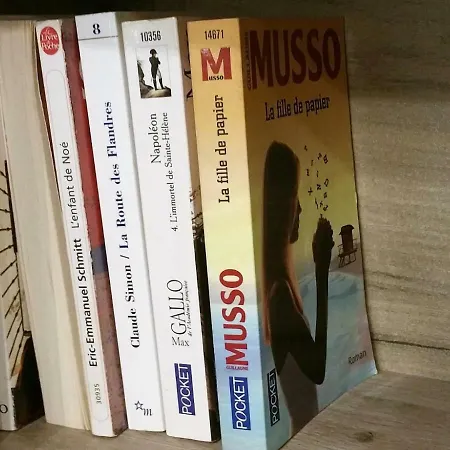 Le Livre de Poche
Eric-Emmanuel Schmitt L'enfant de Noé
30935
8
Claude Simon / La Route des Flandres
m
10356
Napoléon
4. L'immortel de Sainte-Hélène
Max GALLO
de l'Académie française
POCKET
14671
M
MUSSO
La fille de papier
GUILLAUME
MUSSO
POCKET
GUILLAUME
MUSSO
La fille de papier
Roman
POCKET